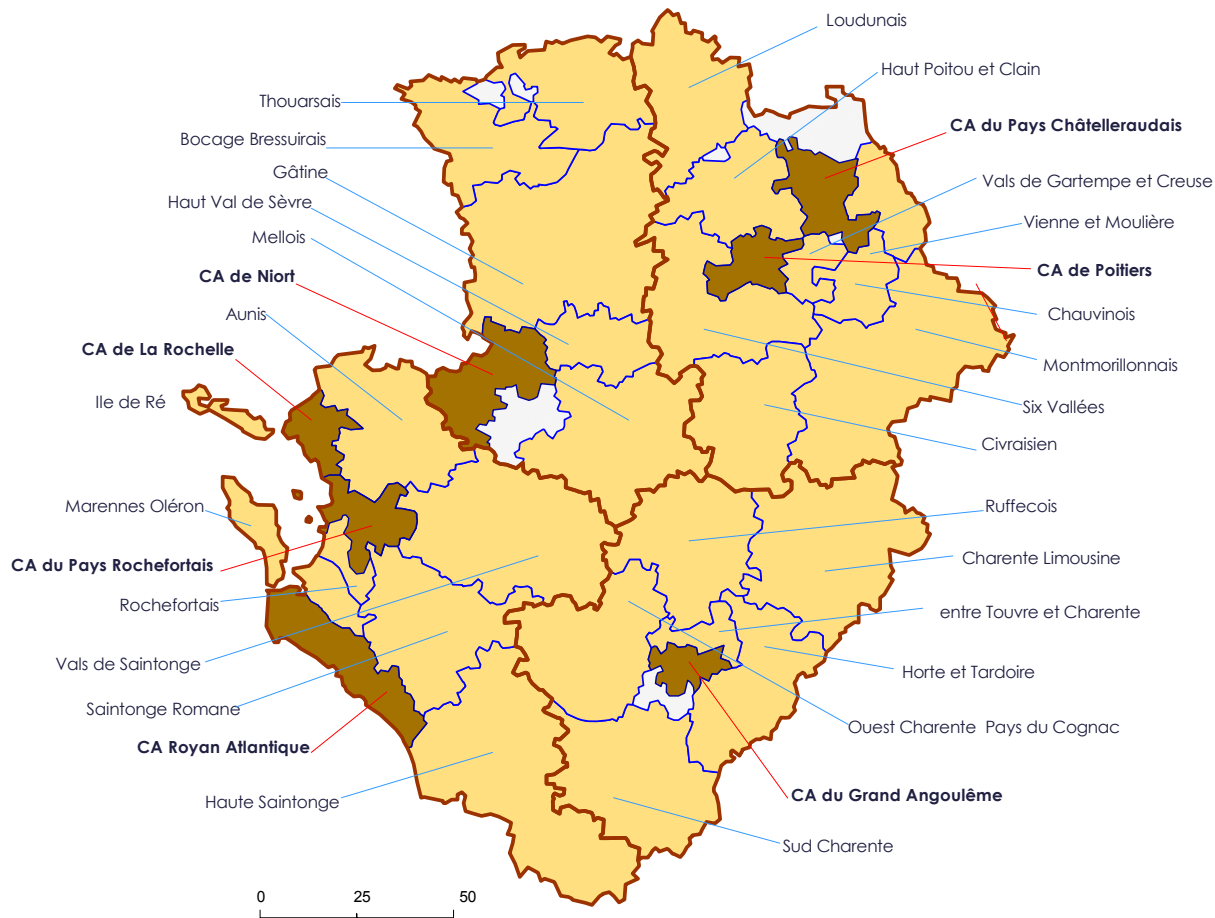 Loudunais
Haut Poitou et Clain
Thouarsais
CA du Pays Châtelleraudais
Bocage Bressuirais
Gâtine
Vals de Gartempe et Creuse
Haut Val de Sèvre
Vienne et Moulière
Mellois
CA de Niort
CA de Poitiers
Aunis
Chauvinois
CA de La Rochelle
Montmorillonnais
Ile de Ré
Six Vallées
Civraisien
Marennes Oléron
Ruffecois
CA du Pays Rochefortais
Charente Limousine
Rochefortais
entre Touvre et Charente
Vals de Saintonge
Horte et Tardoire
Saintonge Romane
Ouest Charente Pays du Cognac
CA Royan Atlantique
CA du Grand Angoulême
Haute Saintonge
Sud Charente
0 25 50